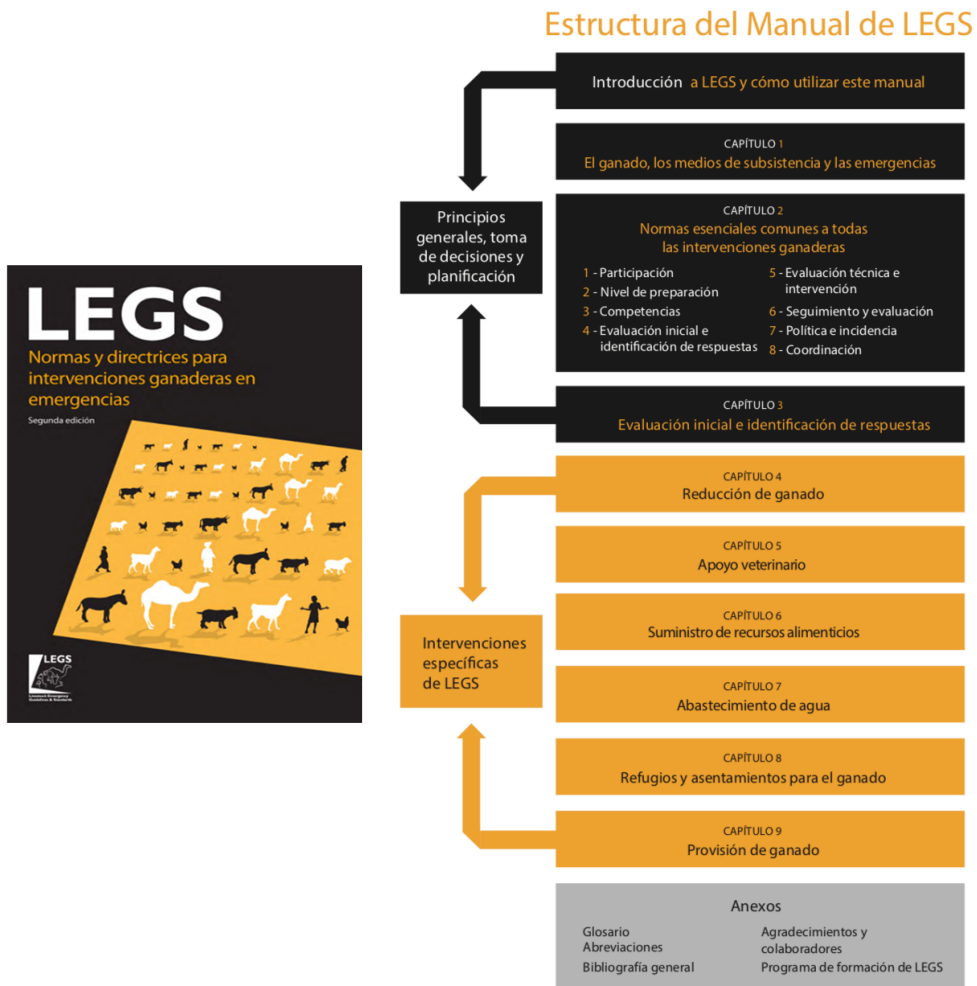 Estructura del Manual de LEGS
Introducción a LEGS y cómo utilizar este manual
CAPÍTULO 1
El ganado, los medios de subsistencia y las emergencias
Principios
generales, toma
de decisiones y
planificación
CAPÍTULO 2
Normas esenciales comunes a todas
las intervenciones ganaderas
1 - Participación
2 - Nivel de preparación
3 - Competencias
4 - Evaluación inicial e
identificación de respuestas
5 - Evaluación técnica e
intervención
6 - Seguimiento y evaluación
7 - Política e incidencia
8 - Coordinación
CAPÍTULO 3
Evaluación inicial e identificación de respuestas
LEGS
Normas y directrices para
intervenciones ganaderas en
emergencias
Segunda edición
LEGS
Livestock Emergency
Guidelines & Standards
Intervenciones
específicas
de LEGS
CAPÍTULO 4
Reducción de ganado
CAPÍTULO 5
Apoyo veterinario
CAPÍTULO 6
Suministro de recursos alimenticios
CAPÍTULO 7
Abastecimiento de agua
CAPÍTULO 8
Refugios y asentamientos para el ganado
CAPÍTULO 9
Provisión de ganado
Anexos
Glosario
Abreviaciones
Bibliografía general
Agradecimientos y
colaboradores
Programa de formación de LEGS